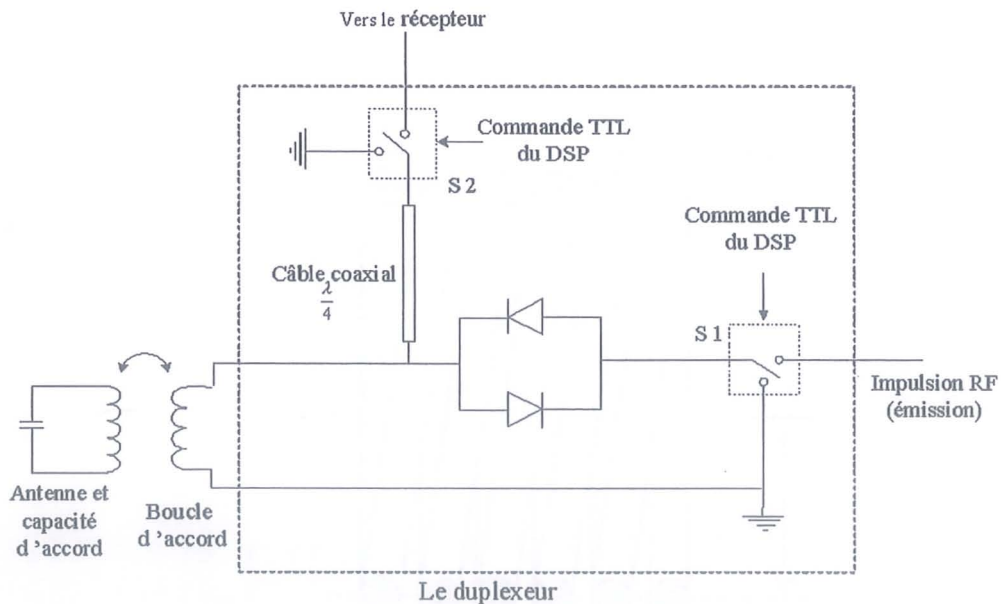 Vers le récepteur
Commande TTL
du DSP
S 2
Commande TTL
du DSP
Câble coaxial
λ
4
S 1
Impulsion RF
(émission)
Antenne et
capacité
d ’accord
Boucle
d ’accord
Le duplexeur